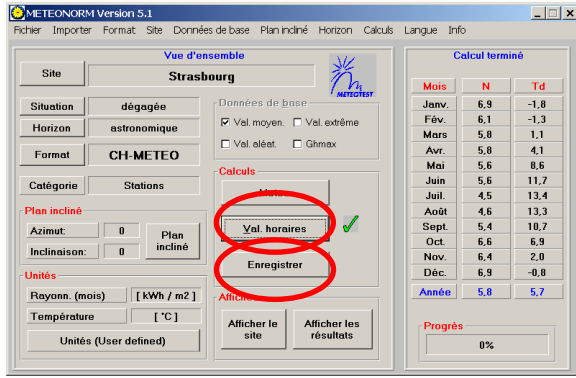 METEONORM Version 5.1
Fichier Importer Format Site Données de base Plan incliné Horizon Calculs Langue Info
Vue d'ensemble
Site Strasbourg
METEOTEST
Situation dégagée
Horizon astronomique
Format CH-METEO
Catégorie Stations
Données de base
Val. moyen. Val. extrême
Val. aléat. Ghmax
Plan incliné
Azimut: 0
Inclinaison: 0
Plan incliné
Calculs
Val. horaires
Enregistrer
Unités
Rayonn. (mois) [ kWh / m2 ]
Température [ °C ]
Unités (User defined)
Afficher le site
Afficher les résultats
Calcul terminé
Mois N Td
Janv. 6,9 -1,8
Fév. 6,1 -1,3
Mars 5,8 1,1
Avr. 5,8 4,1
Mai 5,6 8,6
Juin 5,6 11,7
Juil. 4,5 13,4
Août 4,6 13,3
Sept. 5,4 10,7
Oct. 6,6 6,9
Nov. 6,4 2,0
Déc. 6,9 -0,8
Année 5,8 5,7
Progrès
0%